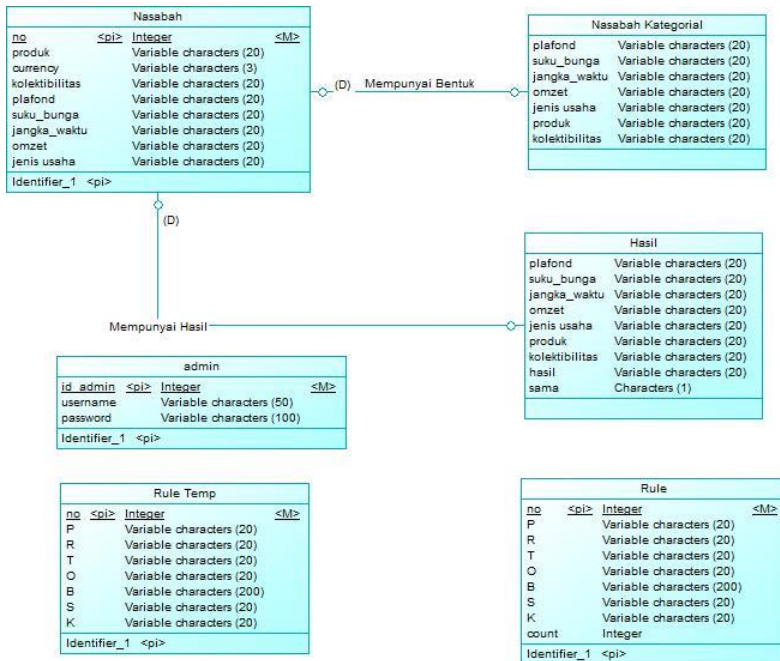 Nasabah
no <pi> Integer <M>
produk Variable characters (20)
currency Variable characters (3)
kolektibilitas Variable characters (20)
plafond Variable characters (20)
suku_bunga Variable characters (20)
jangka_waktu Variable characters (20)
omzet Variable characters (20)
jenis usaha Variable characters (20)
Identifier_1 <pi>
(D) Mempunyai Bentuk
Nasabah Kategorial
plafond Variable characters (20)
suku_bunga Variable characters (20)
jangka_waktu Variable characters (20)
omzet Variable characters (20)
jenis usaha Variable characters (20)
produk Variable characters (20)
kolektibilitas Variable characters (20)
(D)
Mempunyai Hasil
Hasil
plafond Variable characters (20)
suku_bunga Variable characters (20)
jangka_waktu Variable characters (20)
omzet Variable characters (20)
jenis usaha Variable characters (20)
produk Variable characters (20)
kolektibilitas Variable characters (20)
hasil Variable characters (20)
sama Characters (1)
admin
id_admin <pi> Integer <M>
username Variable characters (50)
password Variable characters (100)
Identifier_1 <pi>
Rule Temp
no <pi> Integer <M>
P Variable characters (20)
R Variable characters (20)
T Variable characters (20)
O Variable characters (20)
B Variable characters (200)
S Variable characters (20)
K Variable characters (20)
Identifier_1 <pi>
Rule
no <pi> Integer <M>
P Variable characters (20)
R Variable characters (20)
T Variable characters (20)
O Variable characters (20)
B Variable characters (200)
S Variable characters (20)
K Variable characters (20)
count Integer
Identifier_1 <pi>